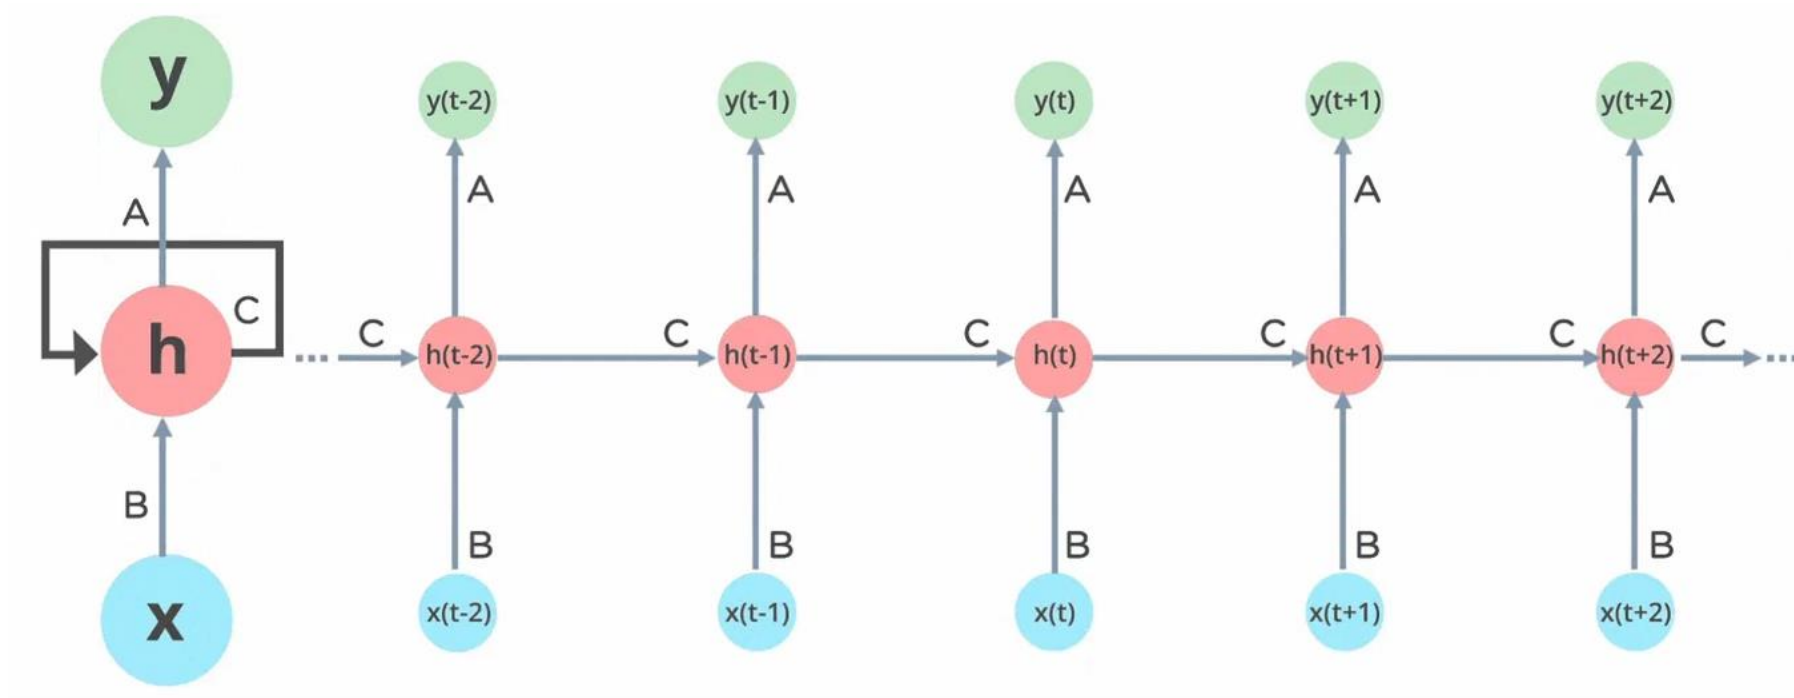 y
A
C
h
B
x
y(t-2)
y(t-1)
y(t)
y(t+1)
y(t+2)
A
A
A
A
A
C
C
C
C
C
C
h(t-2)
h(t-1)
h(t)
h(t+1)
h(t+2)
B
B
B
B
B
x(t-2)
x(t-1)
x(t)
x(t+1)
x(t+2)